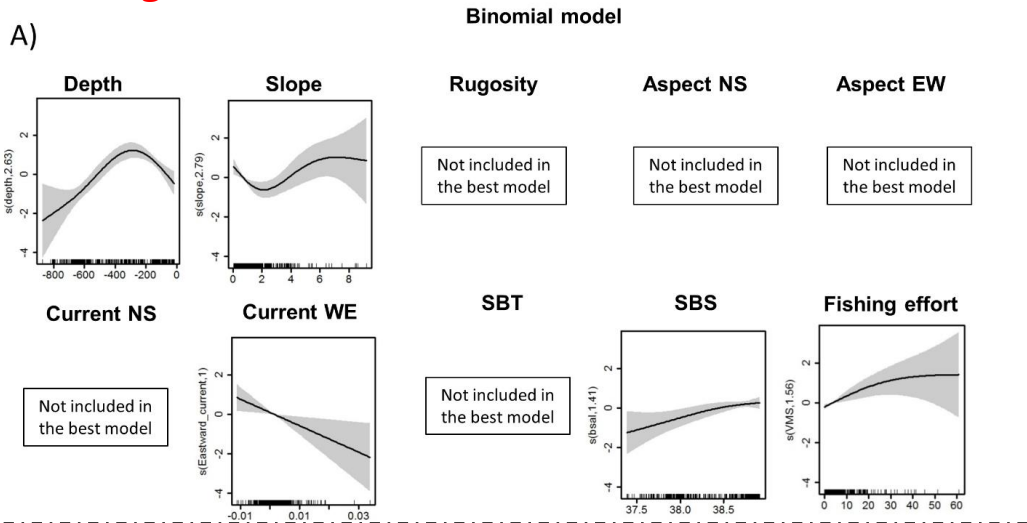 Binomial model
A)
Depth
Slope
Rugosity
Aspect NS
Aspect EW
s(depth,2.63)
2
0
-2
-4
-800 -600 -400 -200 0
s(slope,2.79)
2
0
-2
-4
0 2 4 6 8
Not included in
the best model
Not included in
the best model
Not included in
the best model
Current NS
Current WE
SBT
SBS
Fishing effort
Not included in
the best model
s(Eastward_current,1)
2
0
-2
-4
-0.01 0.01 0.03
Not included in
the best model
s(bsal,1.41)
2
0
-2
-4
37.5 38.0 38.5
s(VMS,1.56)
2
0
-2
-4
0 10 20 30 40 50 60